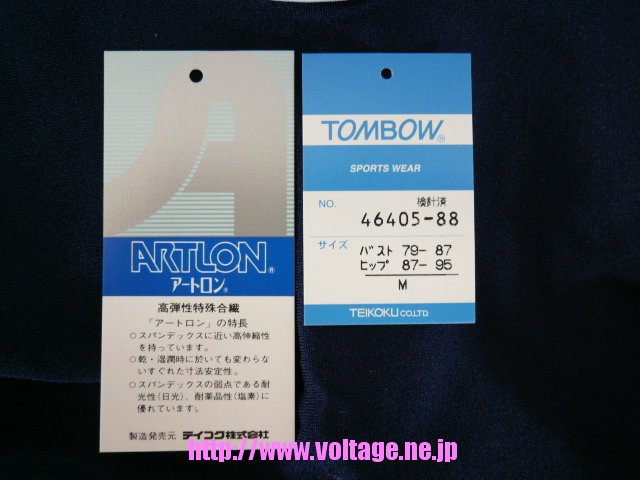 ARTLON®
アートロン®
高弾性特殊合繊
「アートロン」の特長
○スパンデックスに近い高伸縮性
を持っています。
○乾・湿潤時に於いても変わらな
いすぐれた寸法安定性。
○スパンデックスの弱点である耐
光性(日光)、耐薬品性(塩素)に
優れています。
製造発売元 テイコク株式会社
TOMBOW®
SPORTS WEAR
検針済
NO. 46405-88
サイズ バスト 79- 87
ヒップ 87- 95
M
TEIKOKU CO.,LTD.
http://www.voltage.ne.jp